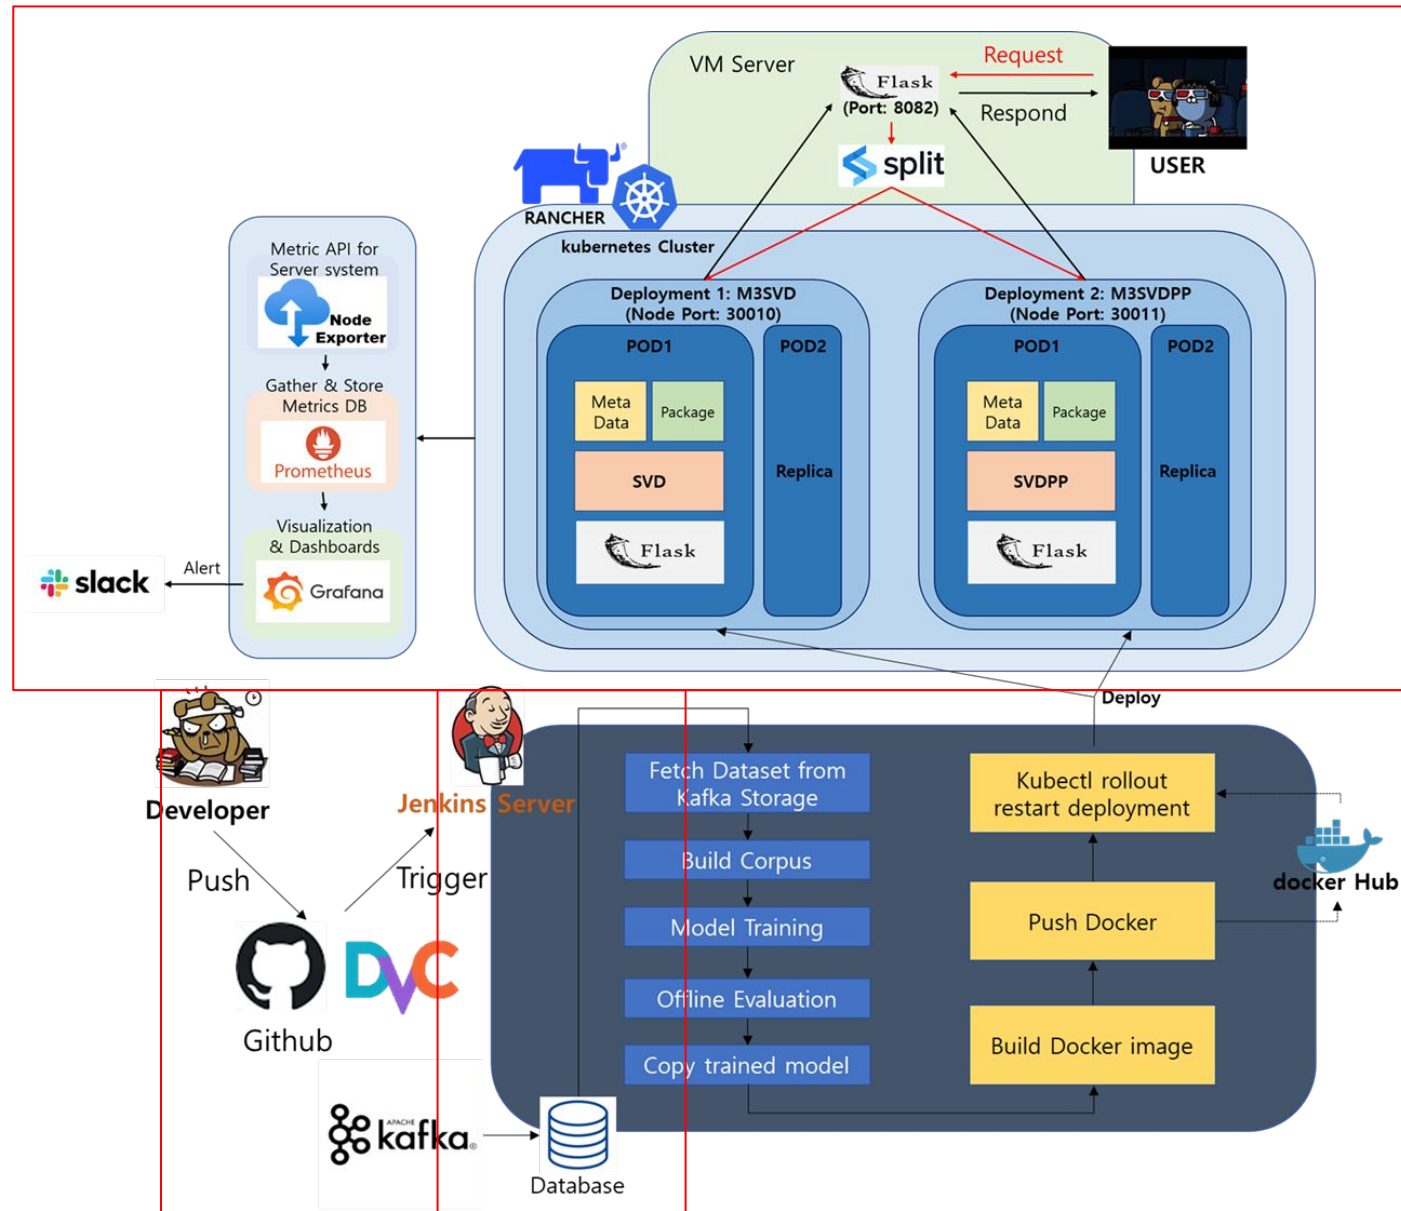 VM Server
Flask
(Port: 8082)
Request
Respond
USER
split
RANCHER
kubernetes Cluster
Metric API for
Server system
Node
Exporter
Gather & Store
Metrics DB
Prometheus
Visualization
& Dashboards
Grafana
Alert
slack
Deployment 1: M3SVD
(Node Port: 30010)
POD1
POD2
Meta
Data
Package
SVD
Replica
Flask
Deployment 2: M3SVDPP
(Node Port: 30011)
POD1
POD2
Meta
Data
Package
SVDPP
Replica
Flask
Deploy
Developer
Push
Github
DVC
Trigger
Jenkins Server
APACHE
kafka®
Database
Fetch Dataset from
Kafka Storage
Build Corpus
Model Training
Offline Evaluation
Copy trained model
Kubectl rollout
restart deployment
Push Docker
Build Docker image
docker Hub